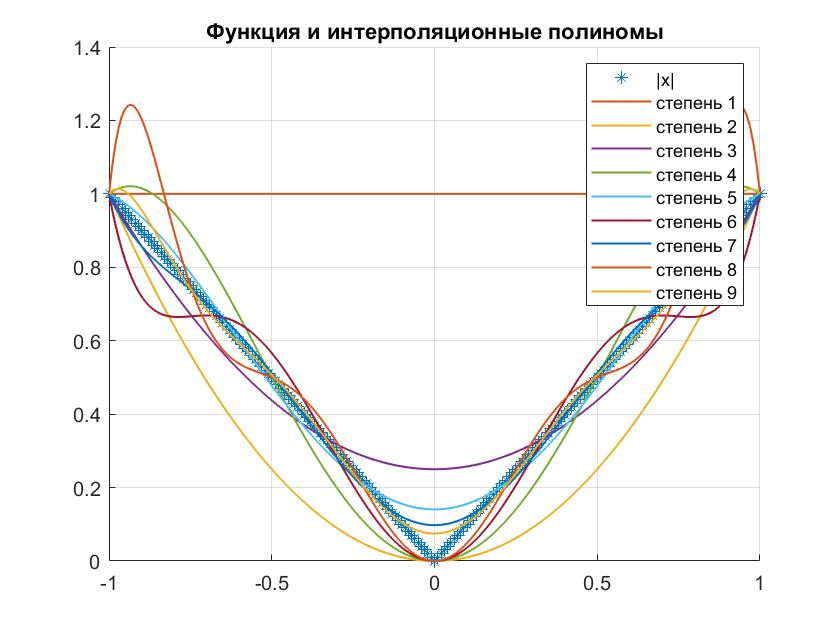 Функция и интерполяционные полиномы
1.4
1.2
1
0.8
0.6
0.4
0.2
0
-1
-0.5
0
0.5
1
|x|
степень 1
степень 2
степень 3
степень 4
степень 5
степень 6
степень 7
степень 8
степень 9